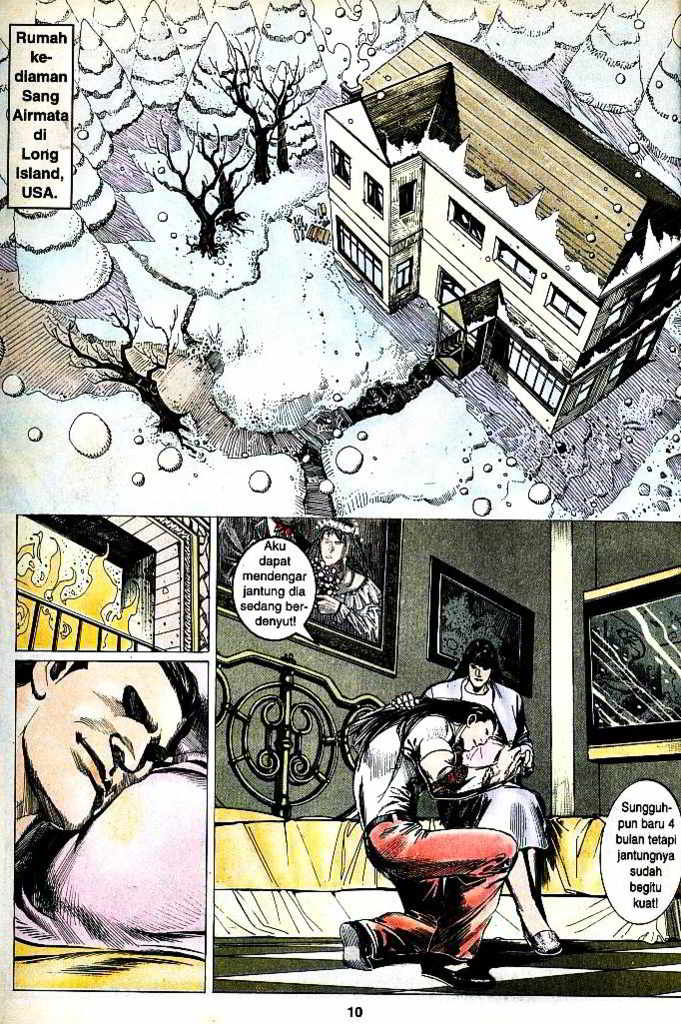 Rumah
ke-
diaman
Sang
Airmata
di
Long
Island,
USA.
Aku
dapat
mendengar
jantung dia
sedang ber-
denyut!
Sungguh-
pun baru 4
bulan tetapi
jantungnya
sudah
begitu
kuat!
10